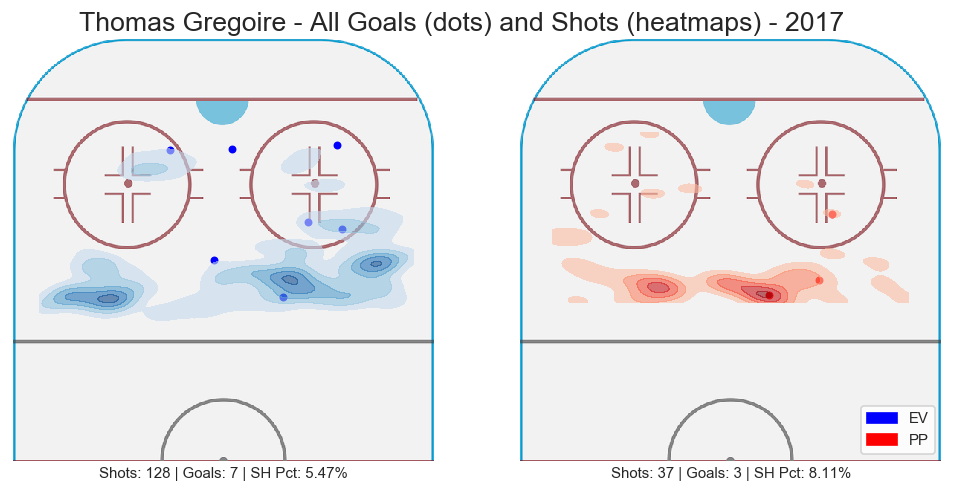 Thomas Gregoire - All Goals (dots) and Shots (heatmaps) - 2017
EV
PP
Shots: 128 | Goals: 7 | SH Pct: 5.47%
Shots: 37 | Goals: 3 | SH Pct: 8.11%